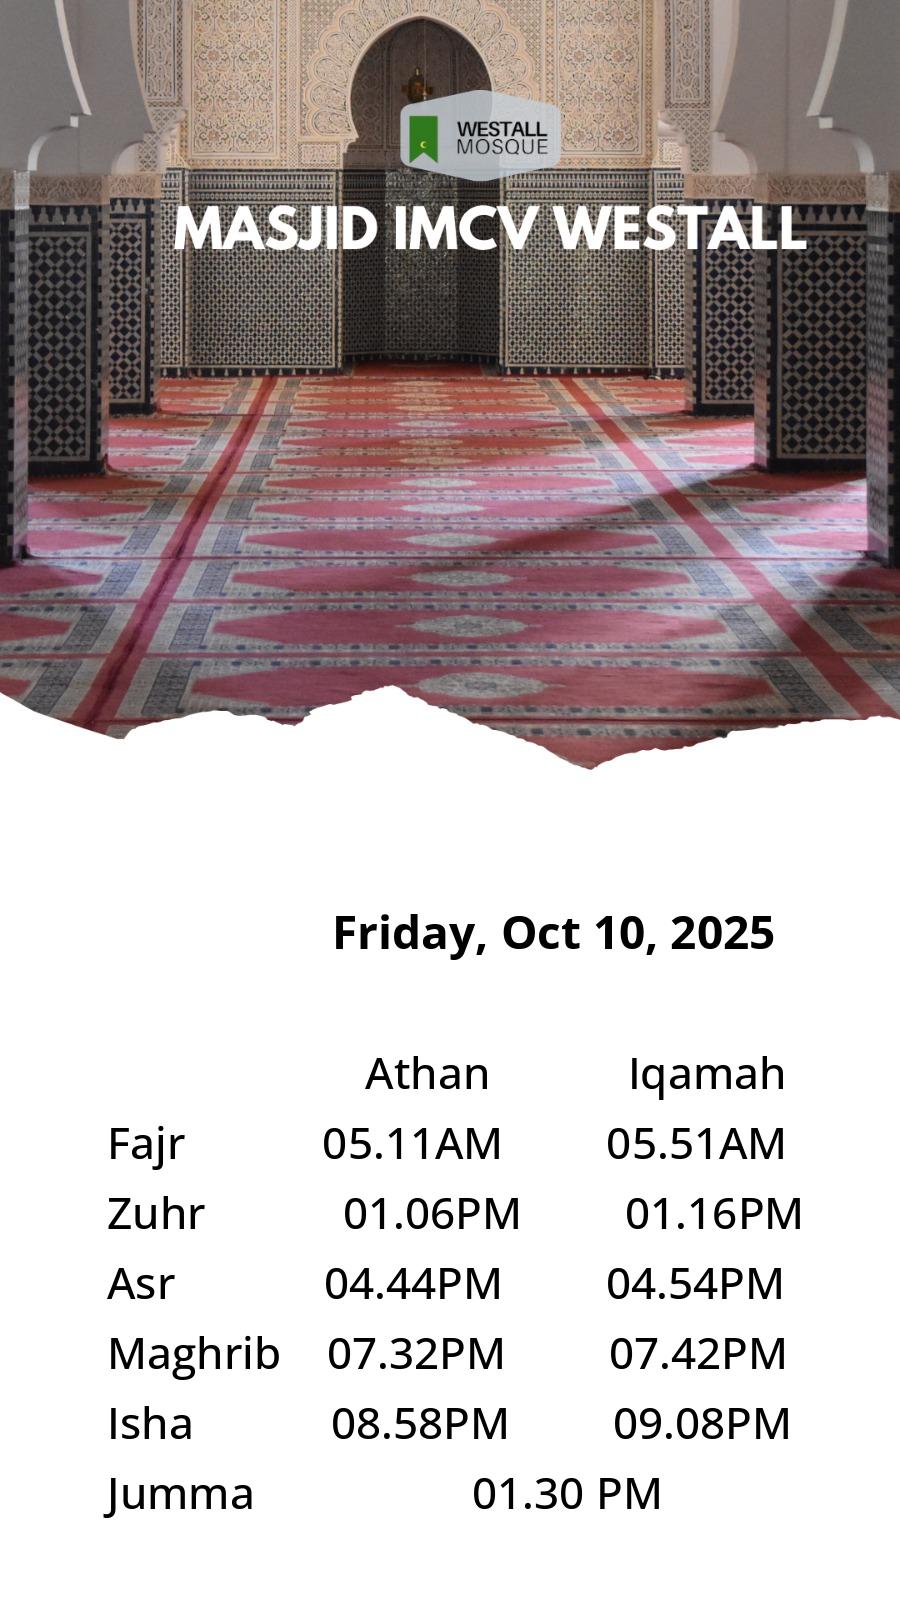 WESTALL
MOSQUE
MASJID IMCV WESTALL
Friday, Oct 10, 2025
Athan Iqamah
Fajr 05.11AM 05.51AM
Zuhr 01.06PM 01.16PM
Asr 04.44PM 04.54PM
Maghrib 07.32PM 07.42PM
Isha 08.58PM 09.08PM
Jumma 01.30 PM